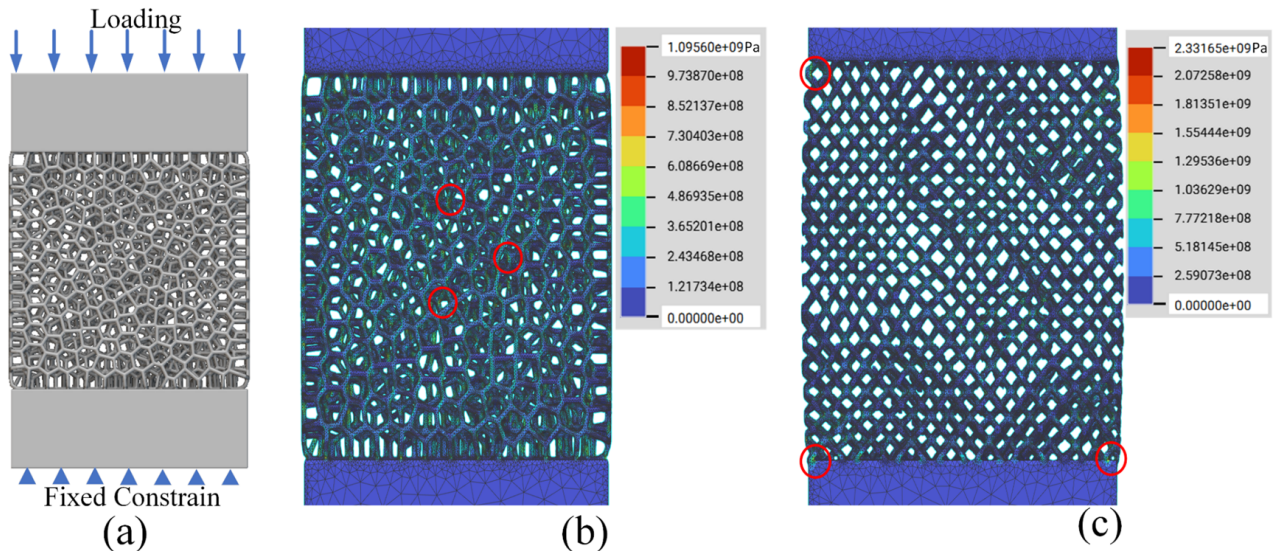 Loading
Fixed Constrain
(a)
1.09560e+09Pa
9.73870e+08
8.52137e+08
7.30403e+08
6.08669e+08
4.86935e+08
3.65201e+08
2.43468e+08
1.21734e+08
0.00000e+00
(b)
2.33165e+09Pa
2.07258e+09
1.81351e+09
1.55444e+09
1.29536e+09
1.03629e+09
7.77218e+08
5.18145e+08
2.59073e+08
0.00000e+00
(c)